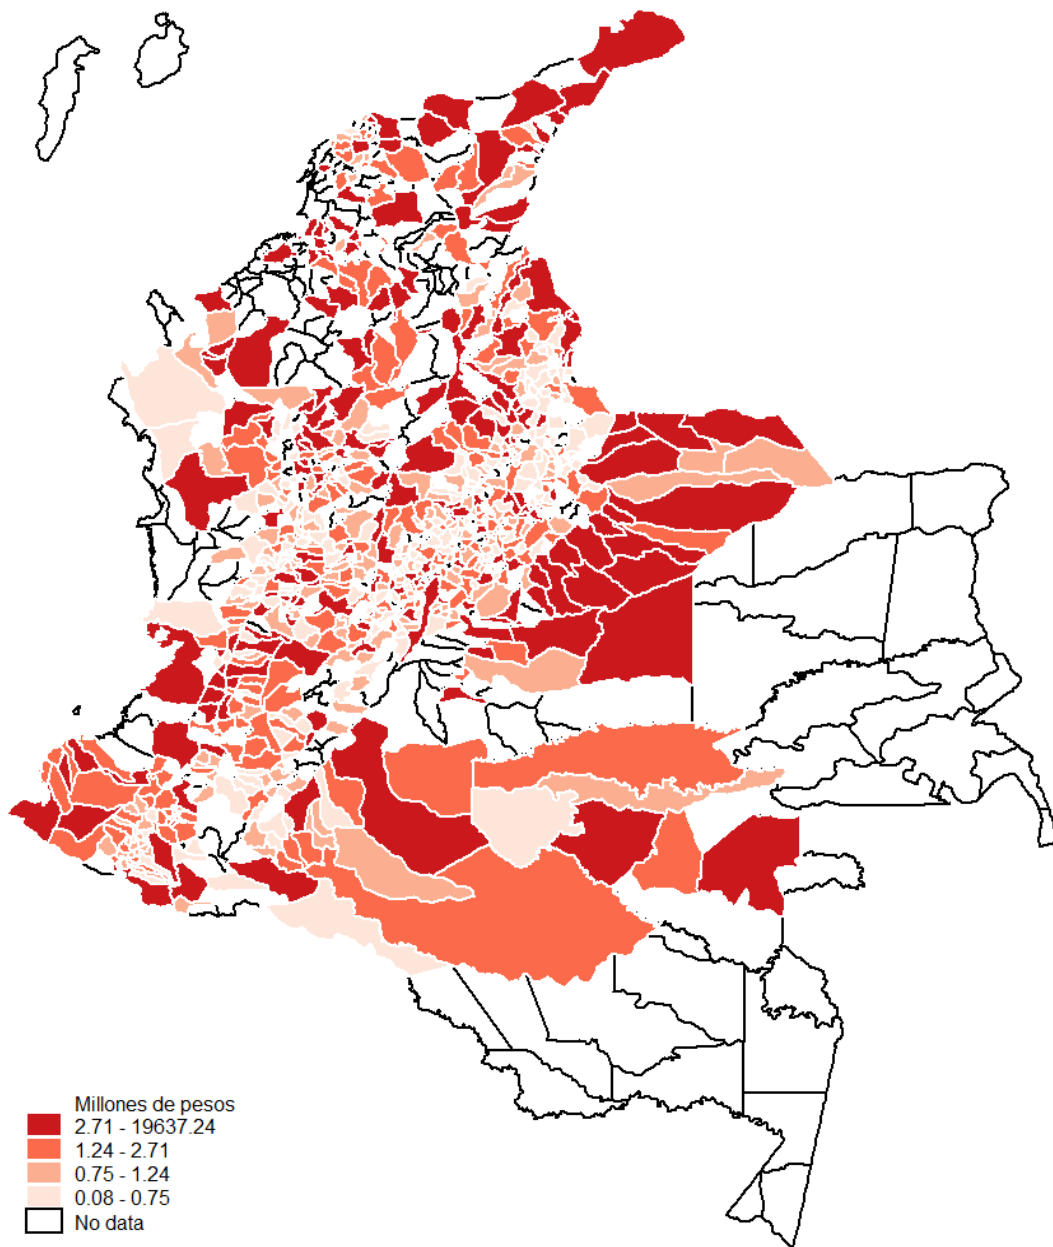 Millones de pesos
2.71 - 19637.24
1.24 - 2.71
0.75 - 1.24
0.08 - 0.75
No data